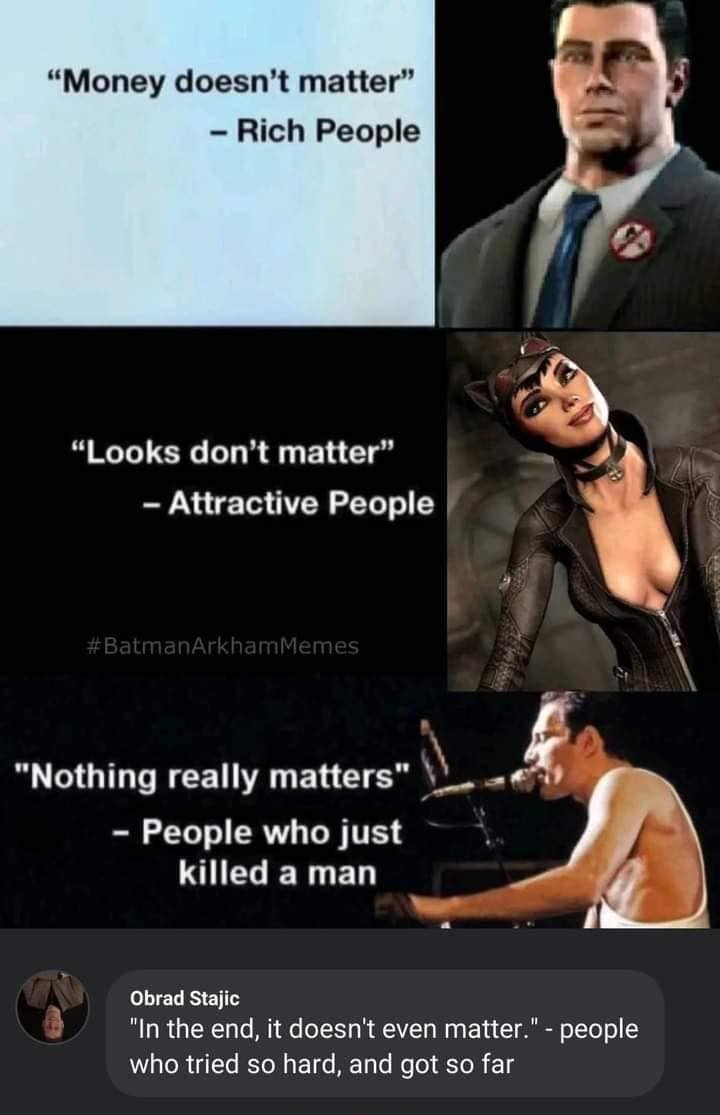 “Money doesn’t matter”
– Rich People
“Looks don’t matter”
– Attractive People
#BatmanArkhamMemes
"Nothing really matters"
– People who just
killed a man
Obrad Stajic
"In the end, it doesn't even matter." - people
who tried so hard, and got so far